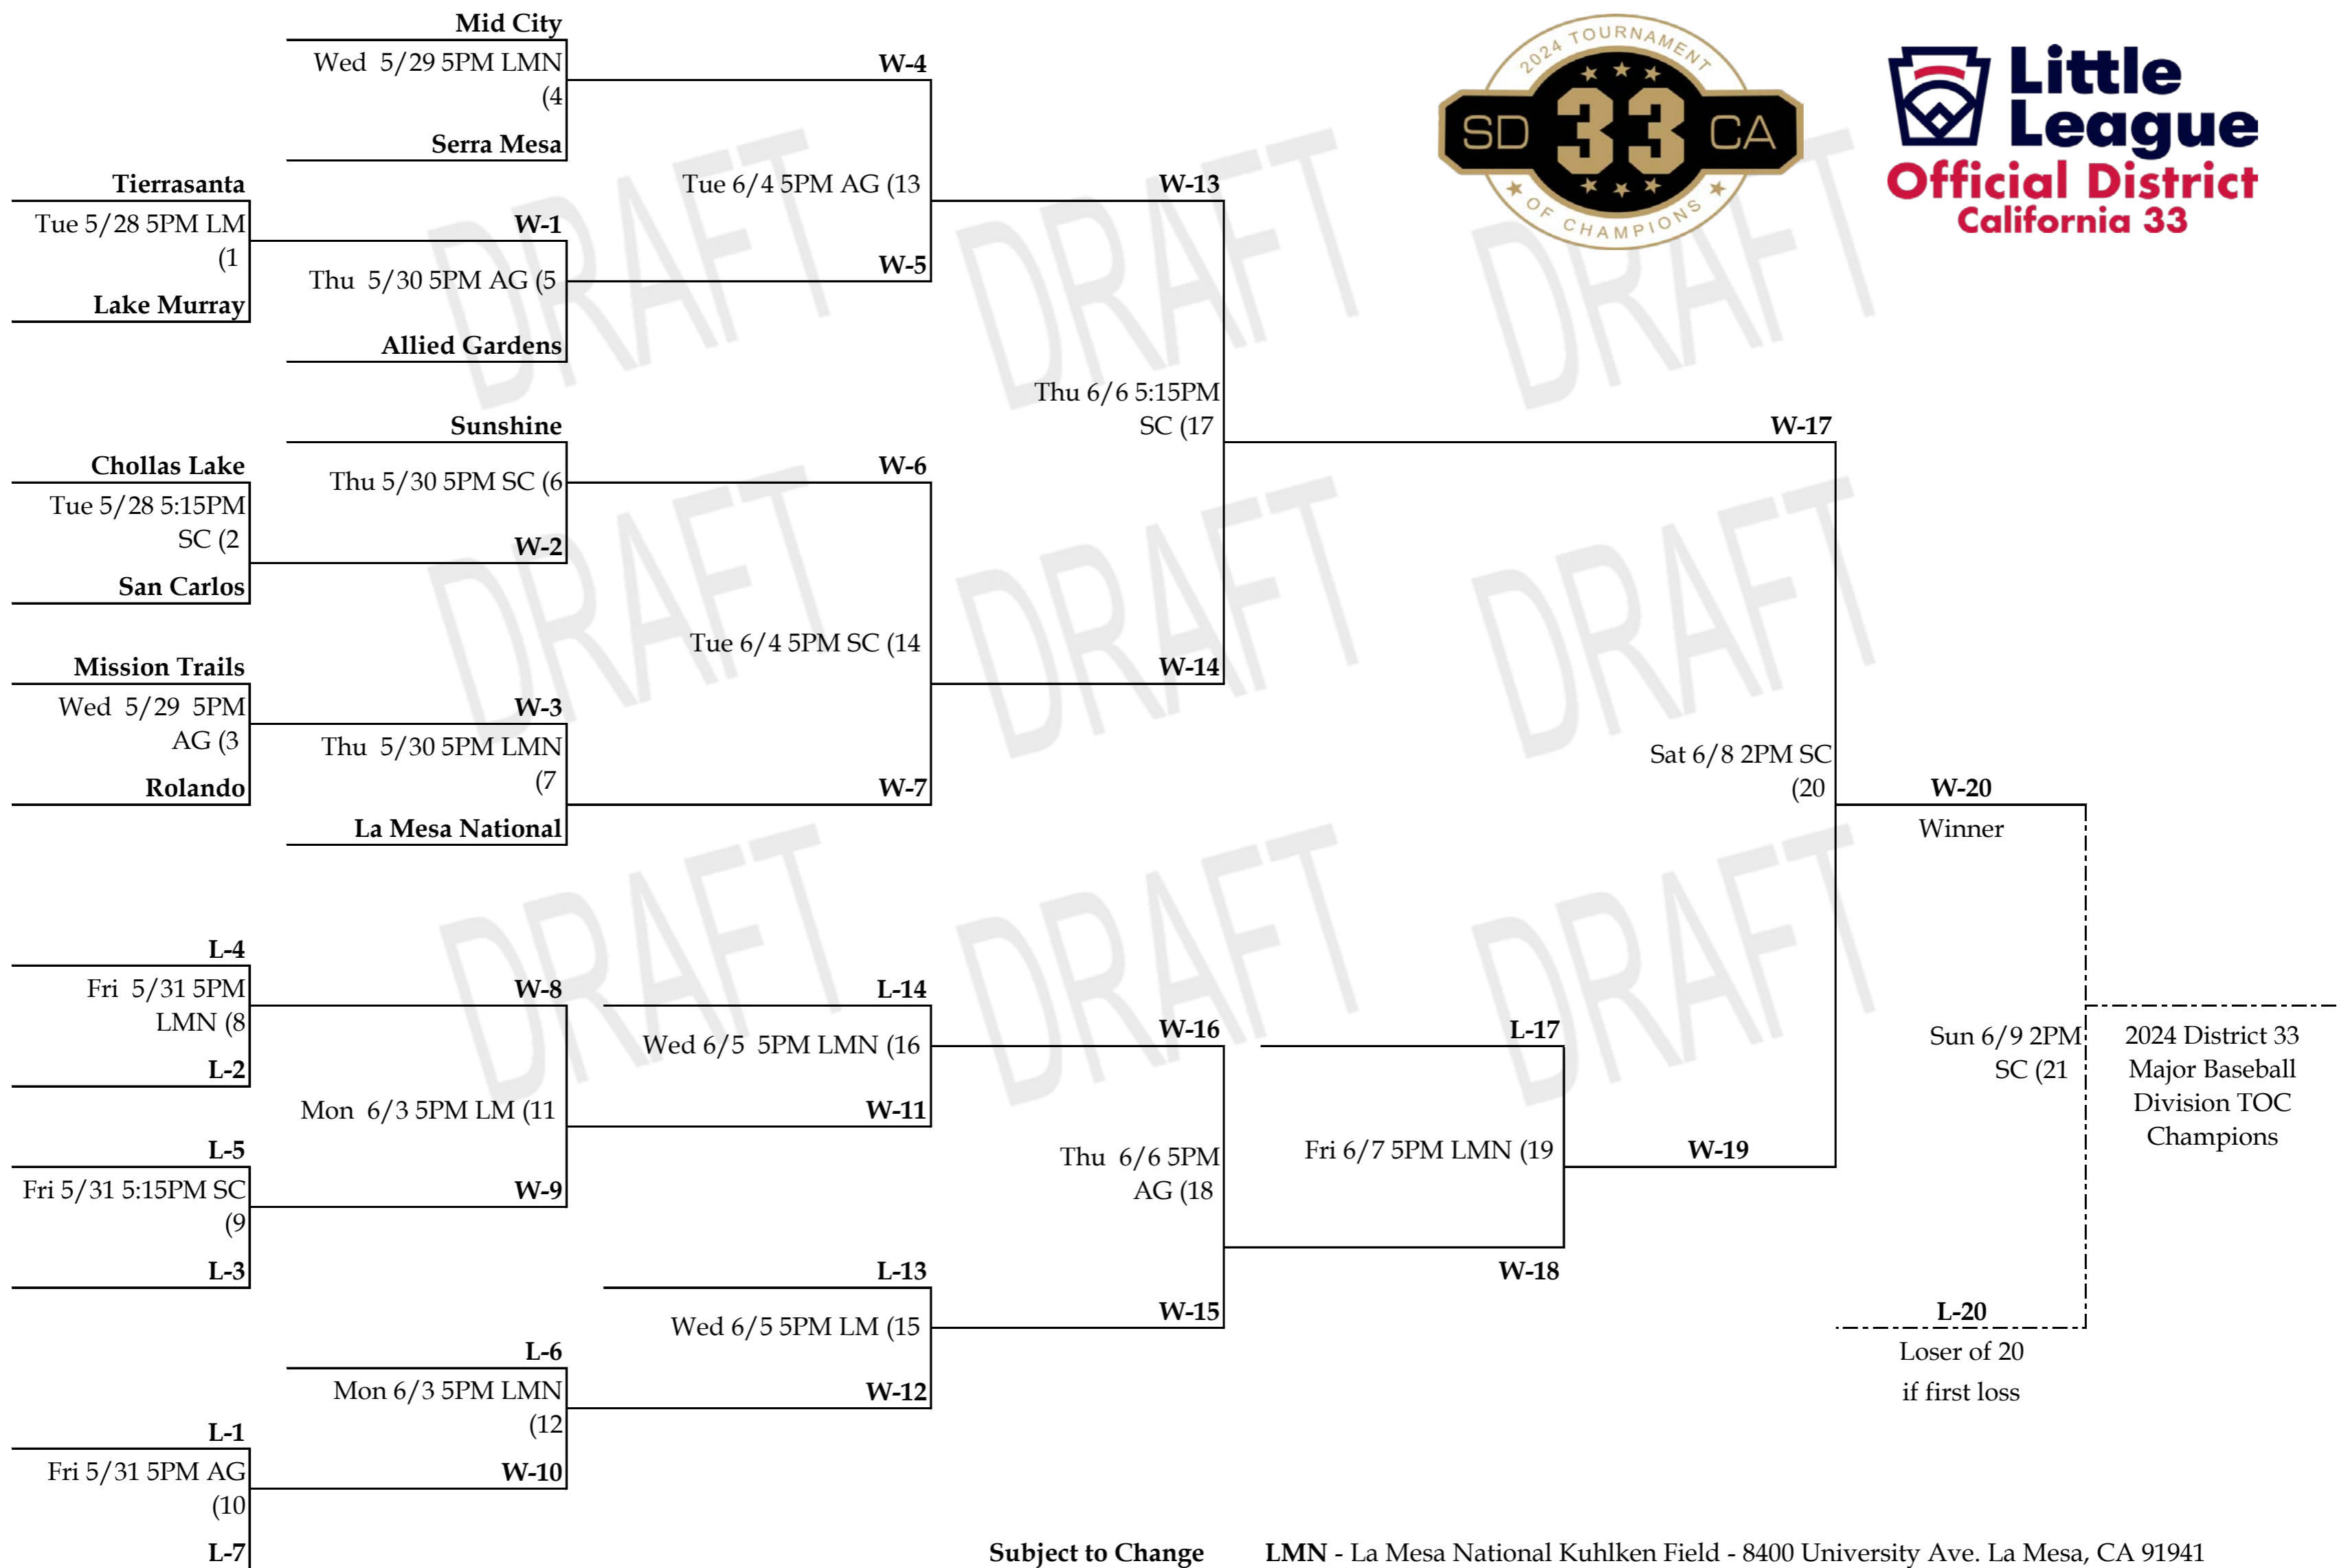 Mid City
Wed 5/29 5PM LMN
(4
Serra Mesa
W-4
2024 TOURNAMENT
SD 33 CA
OF CHAMPIONS
Little
League
Official District
California 33
Tierrasanta
Tue 5/28 5PM LM
(1
Lake Murray
W-1
Thu 5/30 5PM AG (5
Allied Gardens
Tue 6/4 5PM AG (13
W-5
W-13
Thu 6/6 5:15PM
SC (17
Sunshine
Thu 5/30 5PM SC (6
W-2
Chollas Lake
Tue 5/28 5:15PM
SC (2
San Carlos
W-6
Tue 6/4 5PM SC (14
W-14
W-17
Mission Trails
Wed 5/29 5PM
AG (3
Rolando
W-3
Thu 5/30 5PM LMN
(7
La Mesa National
W-7
Sat 6/8 2PM SC
(20
W-20
Winner
L-4
Fri 5/31 5PM
LMN (8
L-2
W-8
Mon 6/3 5PM LM (11
W-9
L-5
Fri 5/31 5:15PM SC
(9
L-3
L-14
Wed 6/5 5PM LMN (16
W-11
W-16
Thu 6/6 5PM
AG (18
W-15
L-17
Fri 6/7 5PM LMN (19
W-18
W-19
Sun 6/9 2PM
SC (21
2024 District 33
Major Baseball
Division TOC
Champions
L-13
Wed 6/5 5PM LM (15
W-12
L-20
Loser of 20
if first loss
L-6
Mon 6/3 5PM LMN
(12
W-10
L-1
Fri 5/31 5PM AG
(10
L-7
Subject to Change
LMN - La Mesa National Kuhlken Field - 8400 University Ave. La Mesa, CA 91941
DRAFT
DRAFT
DRAFT
DRAFT
DRAFT
DRAFT
DRAFT
DRAFT
DRAFT